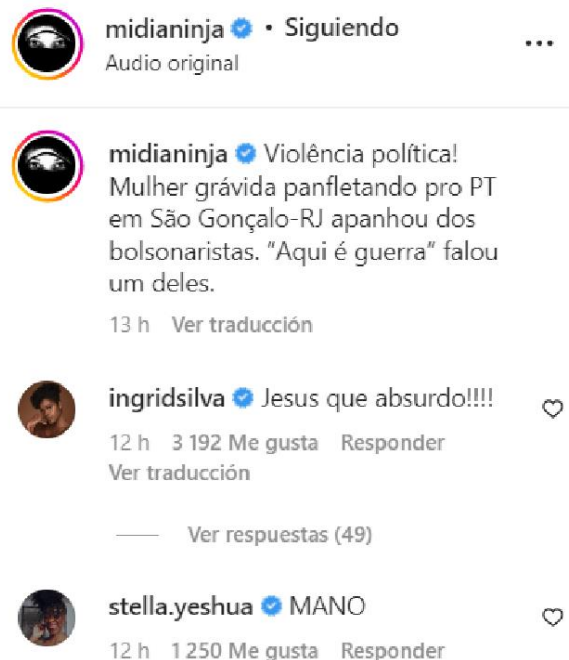 midianinja • Siguiendo
Audio original
midianinja Violência política!
Mulher grávida panfletando pro PT
em São Gonçalo-RJ apanhou dos
bolsonaristas. "Aqui é guerra" falou
um deles.
13 h Ver traducción
ingridsilva Jesus que absurdo!!!!
12 h 3 192 Me gusta Responder
Ver traducción
Ver respuestas (49)
stella.yeshua MANO
12 h 1 250 Me gusta Responder